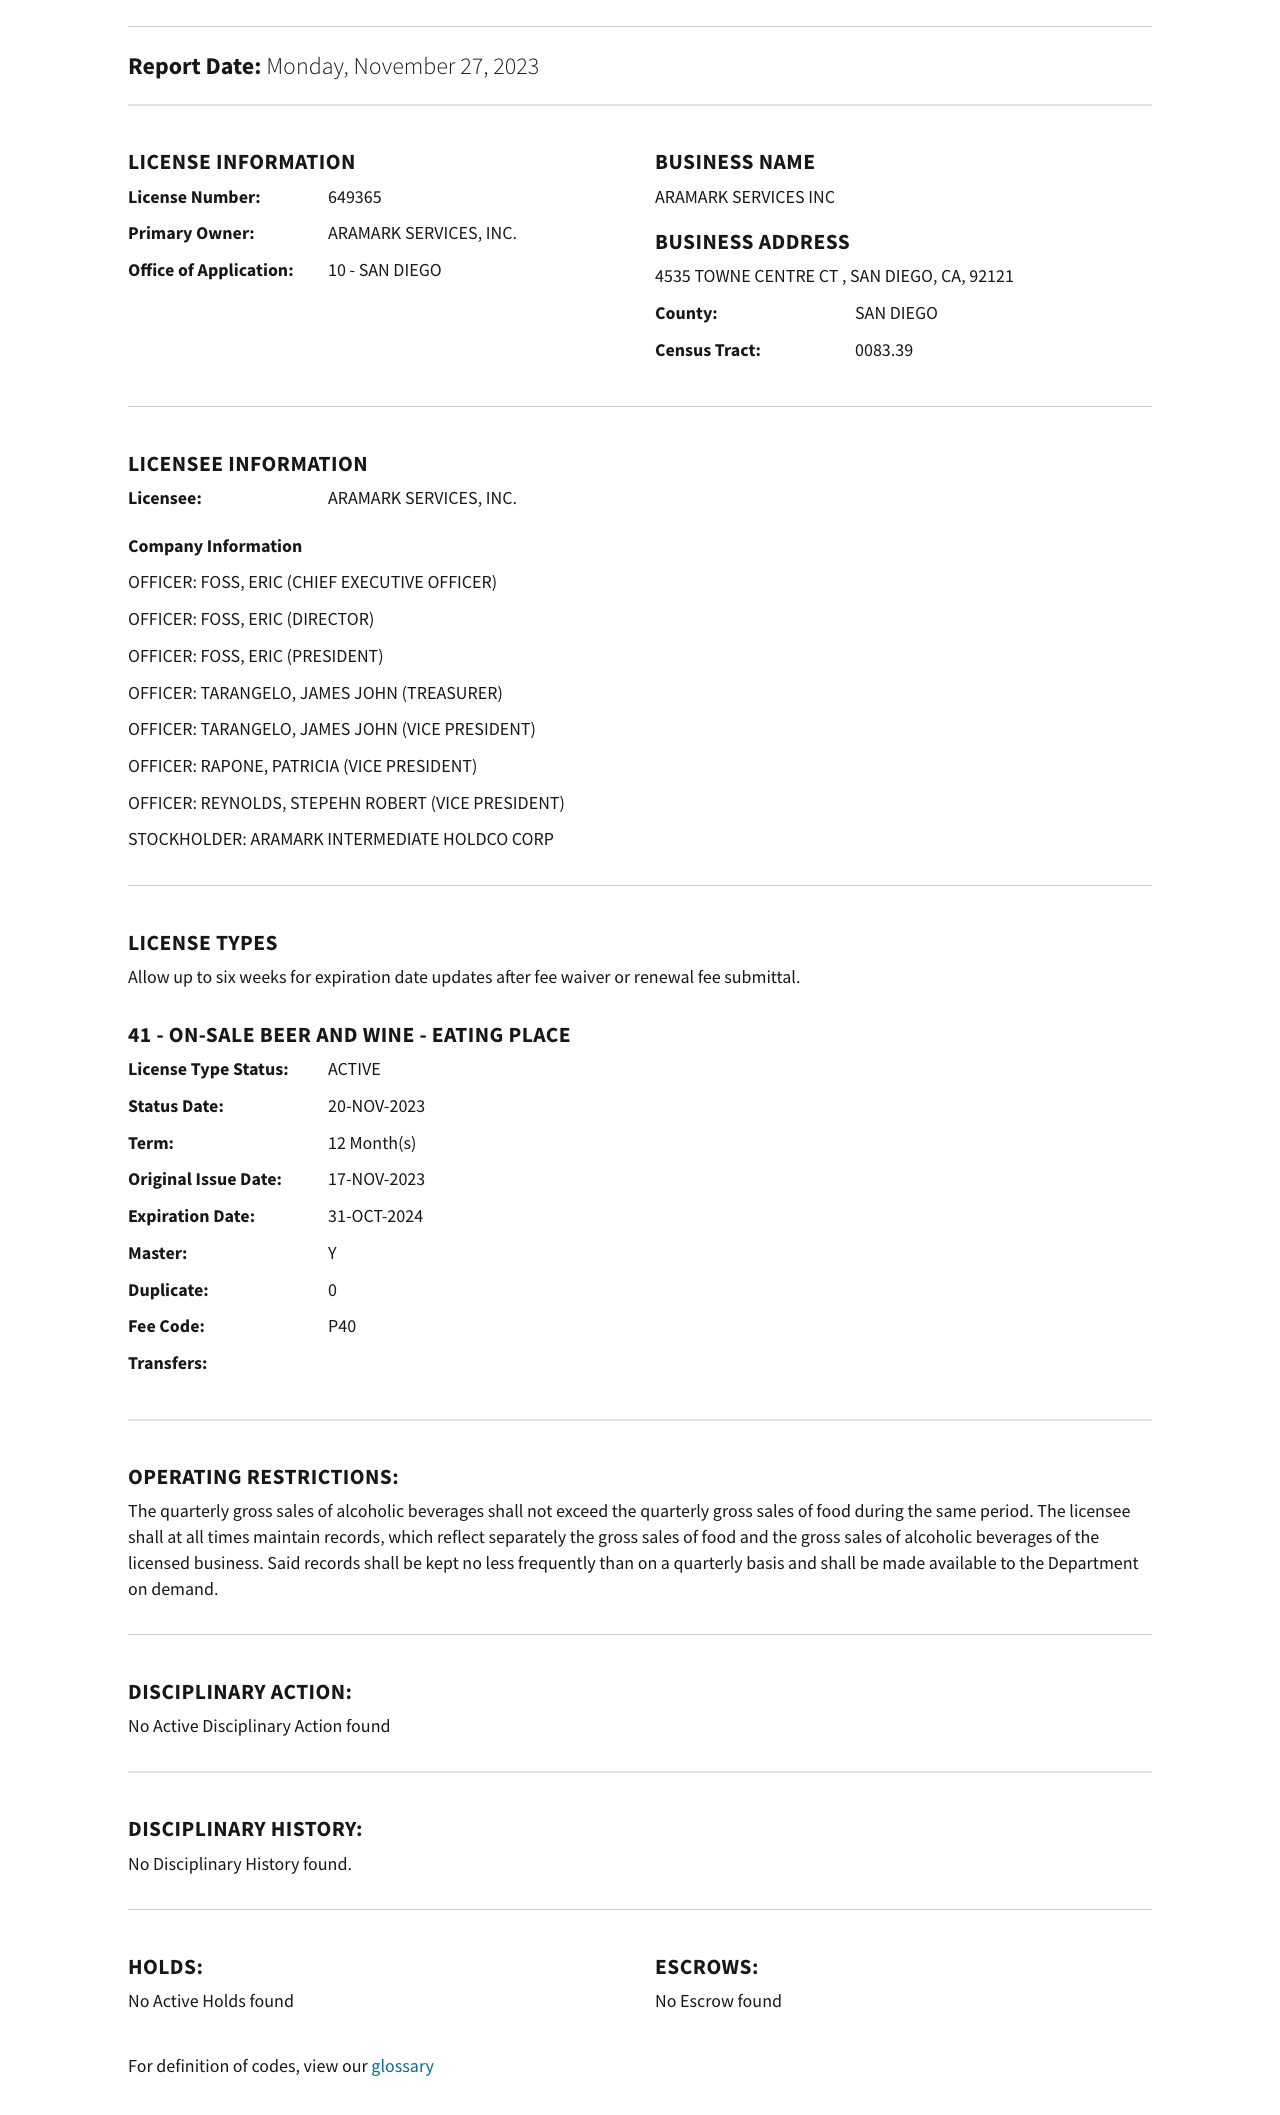 Report Date: Monday, November 27, 2023
LICENSE INFORMATION
License Number: 649365
Primary Owner: ARAMARK SERVICES, INC.
Office of Application: 10 - SAN DIEGO
BUSINESS NAME
ARAMARK SERVICES INC
BUSINESS ADDRESS
4535 TOWNE CENTRE CT , SAN DIEGO, CA, 92121
County: SAN DIEGO
Census Tract: 0083.39
LICENSEE INFORMATION
Licensee: ARAMARK SERVICES, INC.
Company Information
OFFICER: FOSS, ERIC (CHIEF EXECUTIVE OFFICER)
OFFICER: FOSS, ERIC (DIRECTOR)
OFFICER: FOSS, ERIC (PRESIDENT)
OFFICER: TARANGELO, JAMES JOHN (TREASURER)
OFFICER: TARANGELO, JAMES JOHN (VICE PRESIDENT)
OFFICER: RAPONE, PATRICIA (VICE PRESIDENT)
OFFICER: REYNOLDS, STEPEHN ROBERT (VICE PRESIDENT)
STOCKHOLDER: ARAMARK INTERMEDIATE HOLDCO CORP
LICENSE TYPES
Allow up to six weeks for expiration date updates after fee waiver or renewal fee submittal.
41 - ON-SALE BEER AND WINE - EATING PLACE
License Type Status: ACTIVE
Status Date: 20-NOV-2023
Term: 12 Month(s)
Original Issue Date: 17-NOV-2023
Expiration Date: 31-OCT-2024
Master: Y
Duplicate: 0
Fee Code: P40
Transfers:
OPERATING RESTRICTIONS:
The quarterly gross sales of alcoholic beverages shall not exceed the quarterly gross sales of food during the same period. The licensee
shall at all times maintain records, which reflect separately the gross sales of food and the gross sales of alcoholic beverages of the
licensed business. Said records shall be kept no less frequently than on a quarterly basis and shall be made available to the Department
on demand.
DISCIPLINARY ACTION:
No Active Disciplinary Action found
DISCIPLINARY HISTORY:
No Disciplinary History found.
HOLDS:
No Active Holds found
ESCROWS:
No Escrow found
For definition of codes, view our glossary